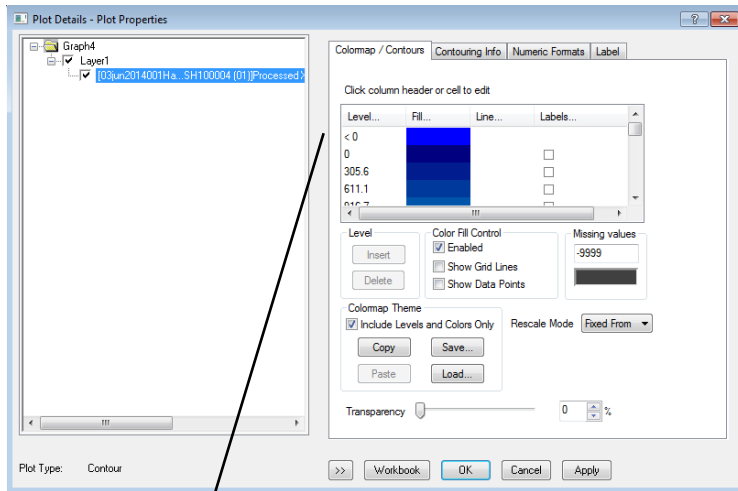 Plot Details - Plot Properties
Graph4
Layer1
[03jun2014001Ha...SH100004 (01)]Processed X
Colormap / Contours Contouring Info Numeric Formats Label
Click column header or cell to edit
Level... Fill... Line... Labels...
< 0
0
305.6
611.1
916.7
Level
Insert
Delete
Color Fill Control
Enabled
Show Grid Lines
Show Data Points
Missing values
-9999
Colormap Theme
Include Levels and Colors Only
Copy Save...
Paste Load...
Rescale Mode Fixed From
Transparency 0 %
Plot Type: Contour
>> Workbook OK Cancel Apply